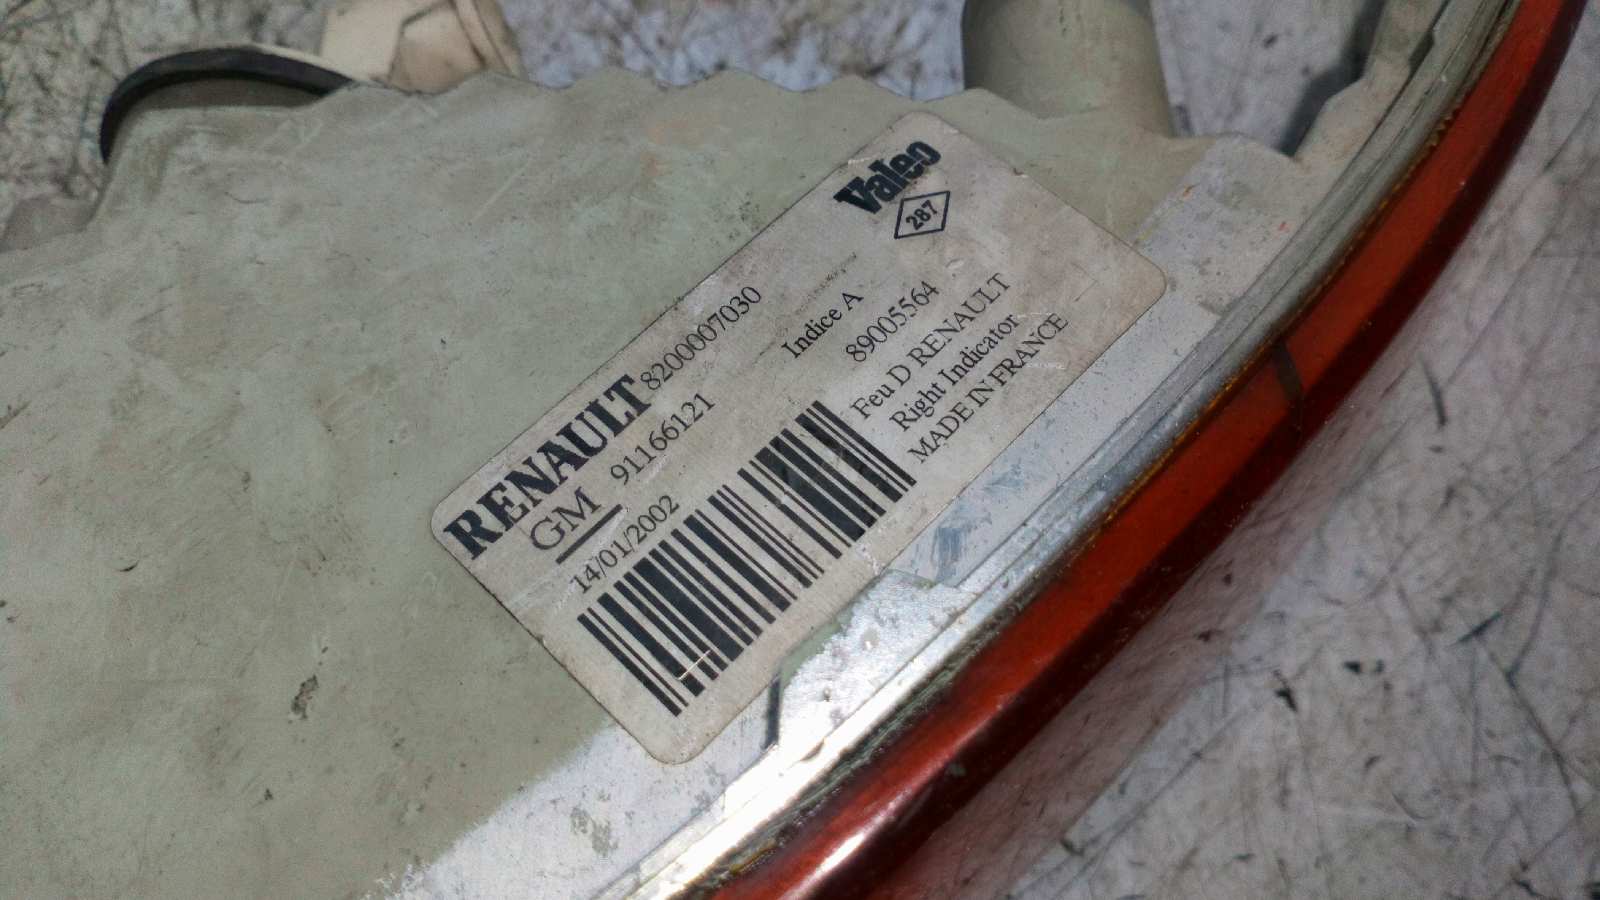 Valeo
287
RENAULT 8200007030
GM 91166121
Indice A
14/01/2002
89005564
Feu D RENAULT
Right Indicator
MADE IN FRANCE